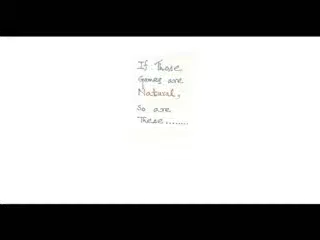 If Those
Games are
Natural,
So are
These........